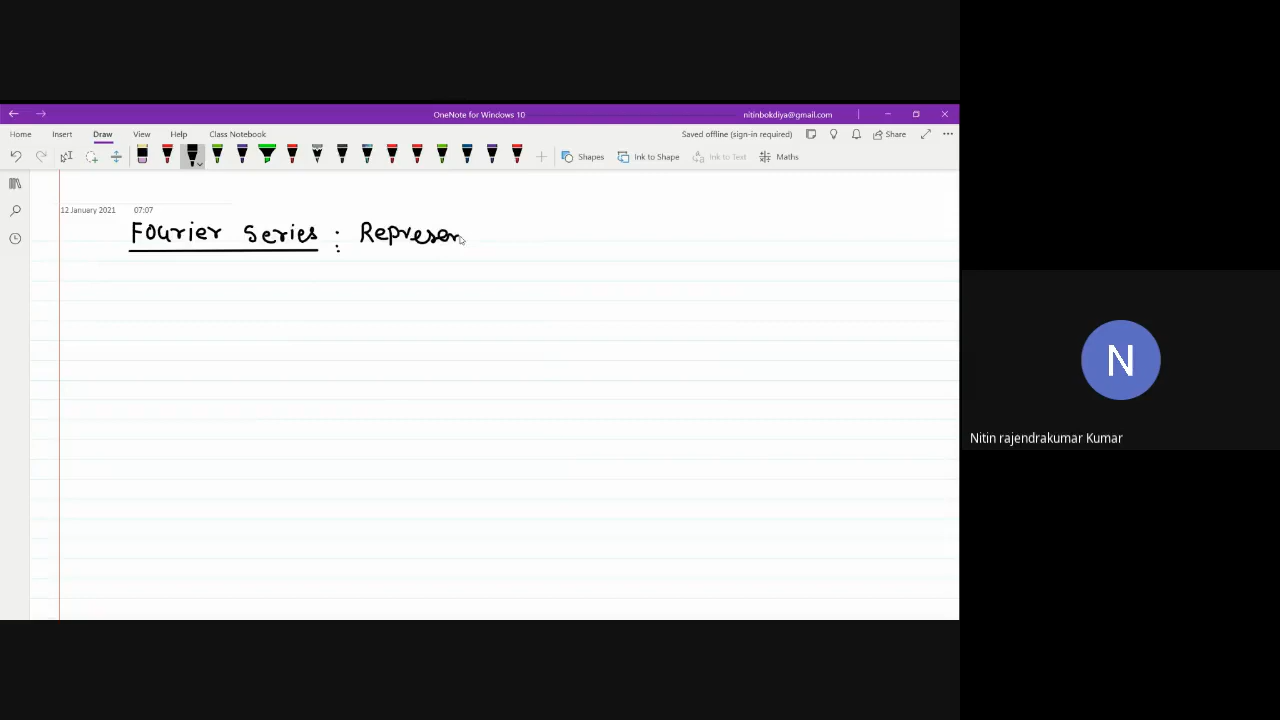 OneNote for Windows 10
nitinbokdiya@gmail.com
Home Insert Draw View Help Class Notebook
Saved offline (sign-in required) Share
Shapes Ink to Shape Ink to Text Maths
12 January 2021 07:07
Fourier Series : Represen
N
Nitin rajendrakumar Kumar